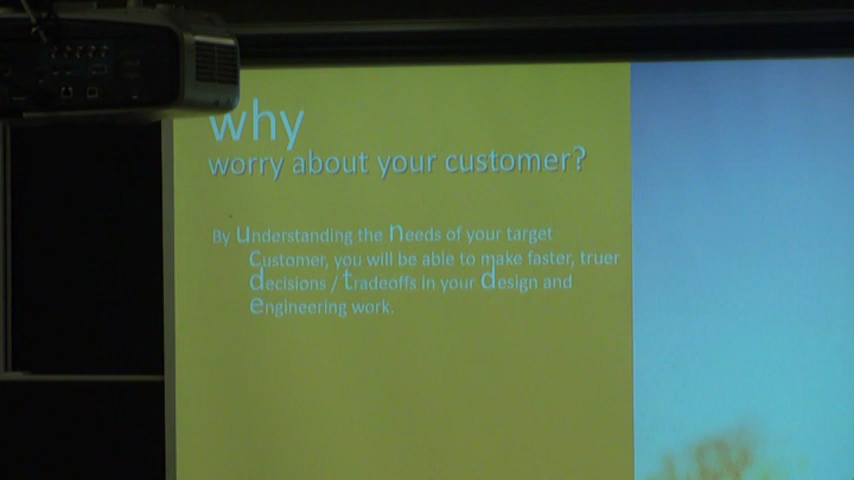 why
worry about your customer?
By Understanding the Needs of your target
Customer, you will be able to make faster, truer
decisions / tradeoffs in your design and
engineering work.